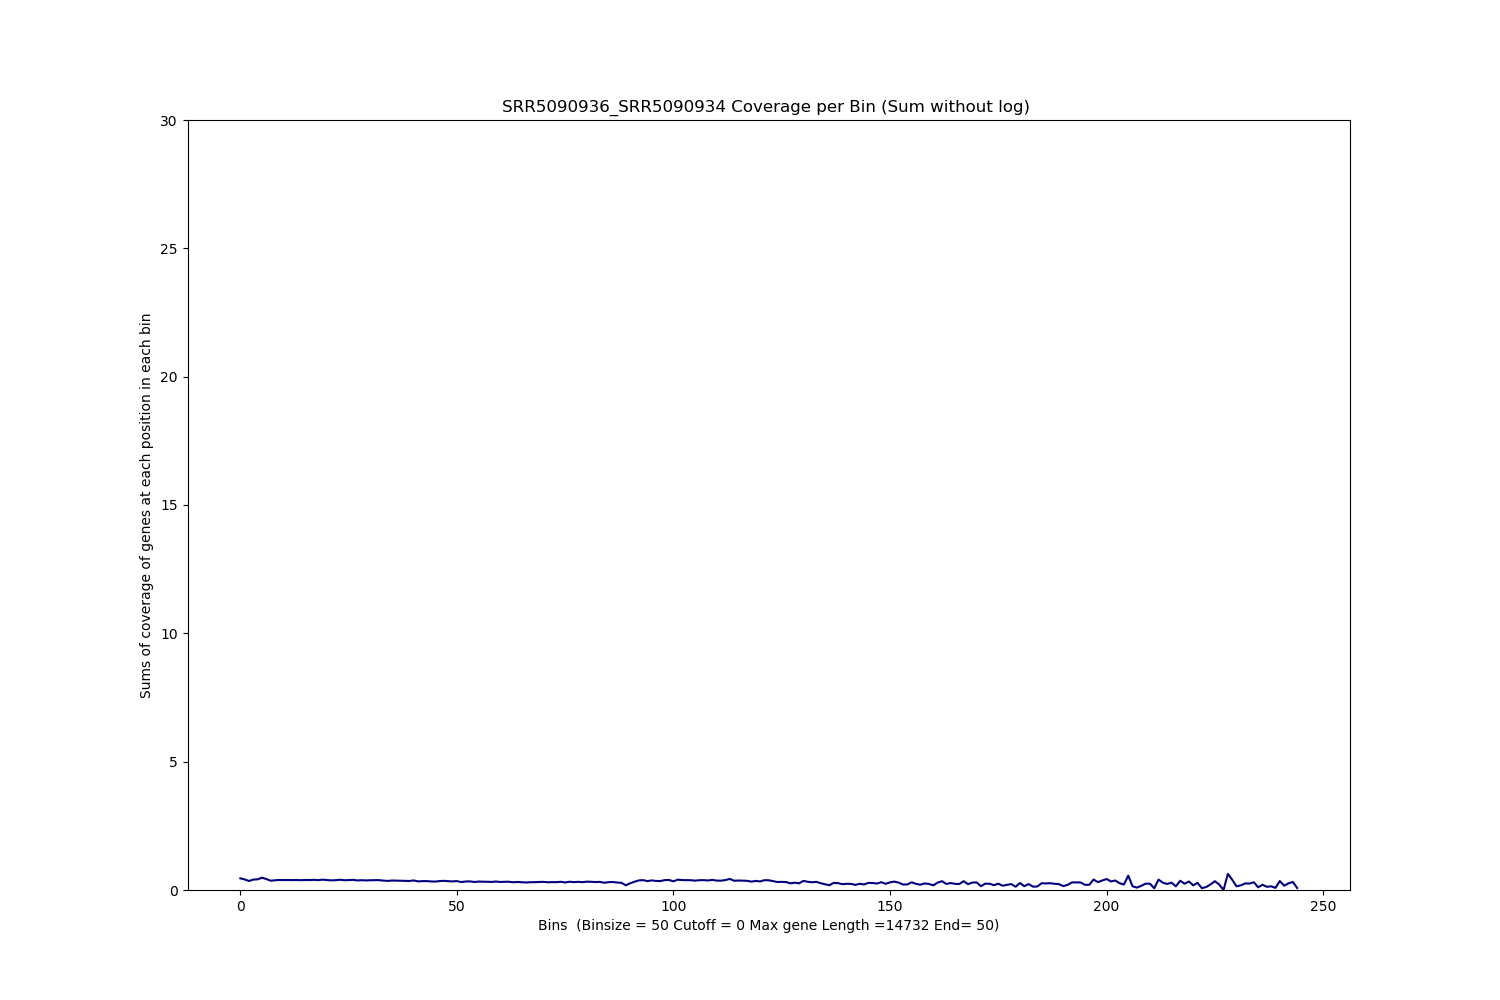 SRR5090936_SRR5090934 Coverage per Bin (Sum without log)
30
25
20
15
10
5
0
Sums of coverage of genes at each position in each bin
0 50 100 150 200 250
Bins  (Binsize = 50 Cutoff = 0 Max gene Length =14732 End= 50)